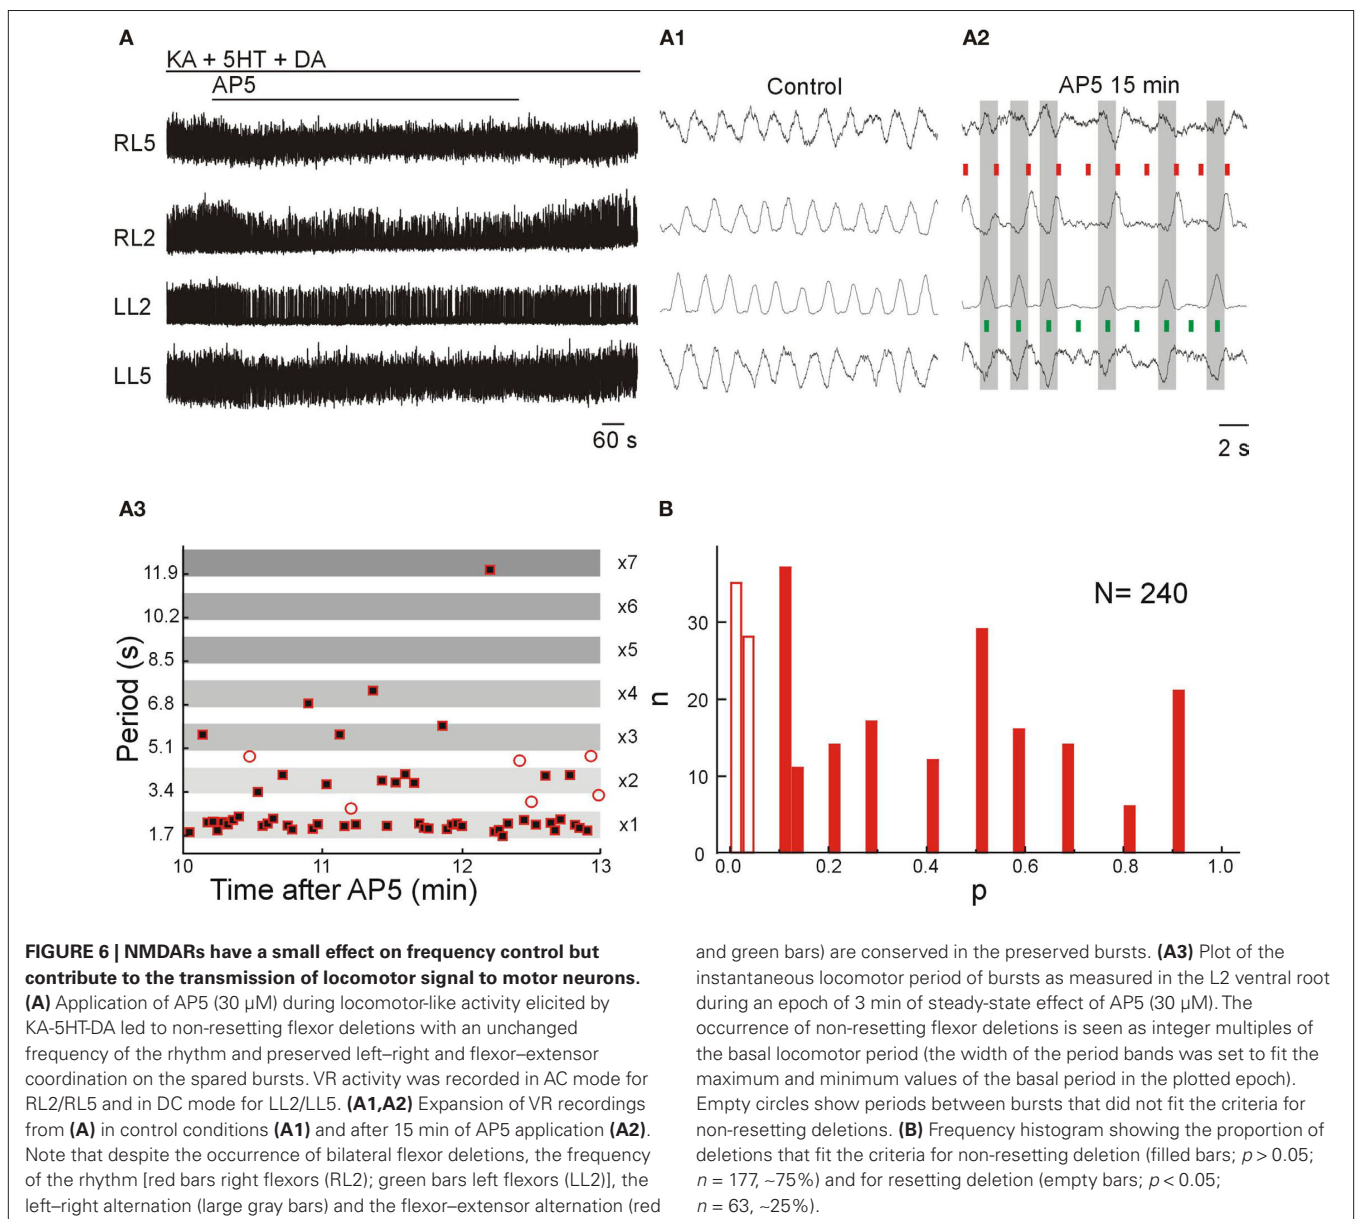 A
A1
A2
KA + 5HT + DA
AP5
Control
AP5 15 min
RL5
RL2
LL2
LL5
60 s
2 s
A3
B
Period (s)
11.9
10.2
8.5
6.8
5.1
3.4
1.7
x7
x6
x5
x4
x3
x2
x1
10
11
12
13
Time after AP5 (min)
n
30
20
10
0
N= 240
0.0
0.2
0.4
0.6
0.8
1.0
p
FIGURE 6 | NMDARs have a small effect on frequency control but
contribute to the transmission of locomotor signal to motor neurons.
(A) Application of AP5 (30 μM) during locomotor-like activity elicited by
KA-5HT-DA led to non-resetting flexor deletions with an unchanged
frequency of the rhythm and preserved left–right and flexor–extensor
coordination on the spared bursts. VR activity was recorded in AC mode for
RL2/RL5 and in DC mode for LL2/LL5. (A1,A2) Expansion of VR recordings
from (A) in control conditions (A1) and after 15 min of AP5 application (A2).
Note that despite the occurrence of bilateral flexor deletions, the frequency
of the rhythm [red bars right flexors (RL2); green bars left flexors (LL2)], the
left–right alternation (large gray bars) and the flexor–extensor alternation (red
and green bars) are conserved in the preserved bursts. (A3) Plot of the
instantaneous locomotor period of bursts as measured in the L2 ventral root
during an epoch of 3 min of steady-state effect of AP5 (30 μM). The
occurrence of non-resetting flexor deletions is seen as integer multiples of
the basal locomotor period (the width of the period bands was set to fit the
maximum and minimum values of the basal period in the plotted epoch).
Empty circles show periods between bursts that did not fit the criteria for
non-resetting deletions. (B) Frequency histogram showing the proportion of
deletions that fit the criteria for non-resetting deletion (filled bars; p > 0.05;
n = 177, ~75%) and for resetting deletion (empty bars; p < 0.05;
n = 63, ~25%).